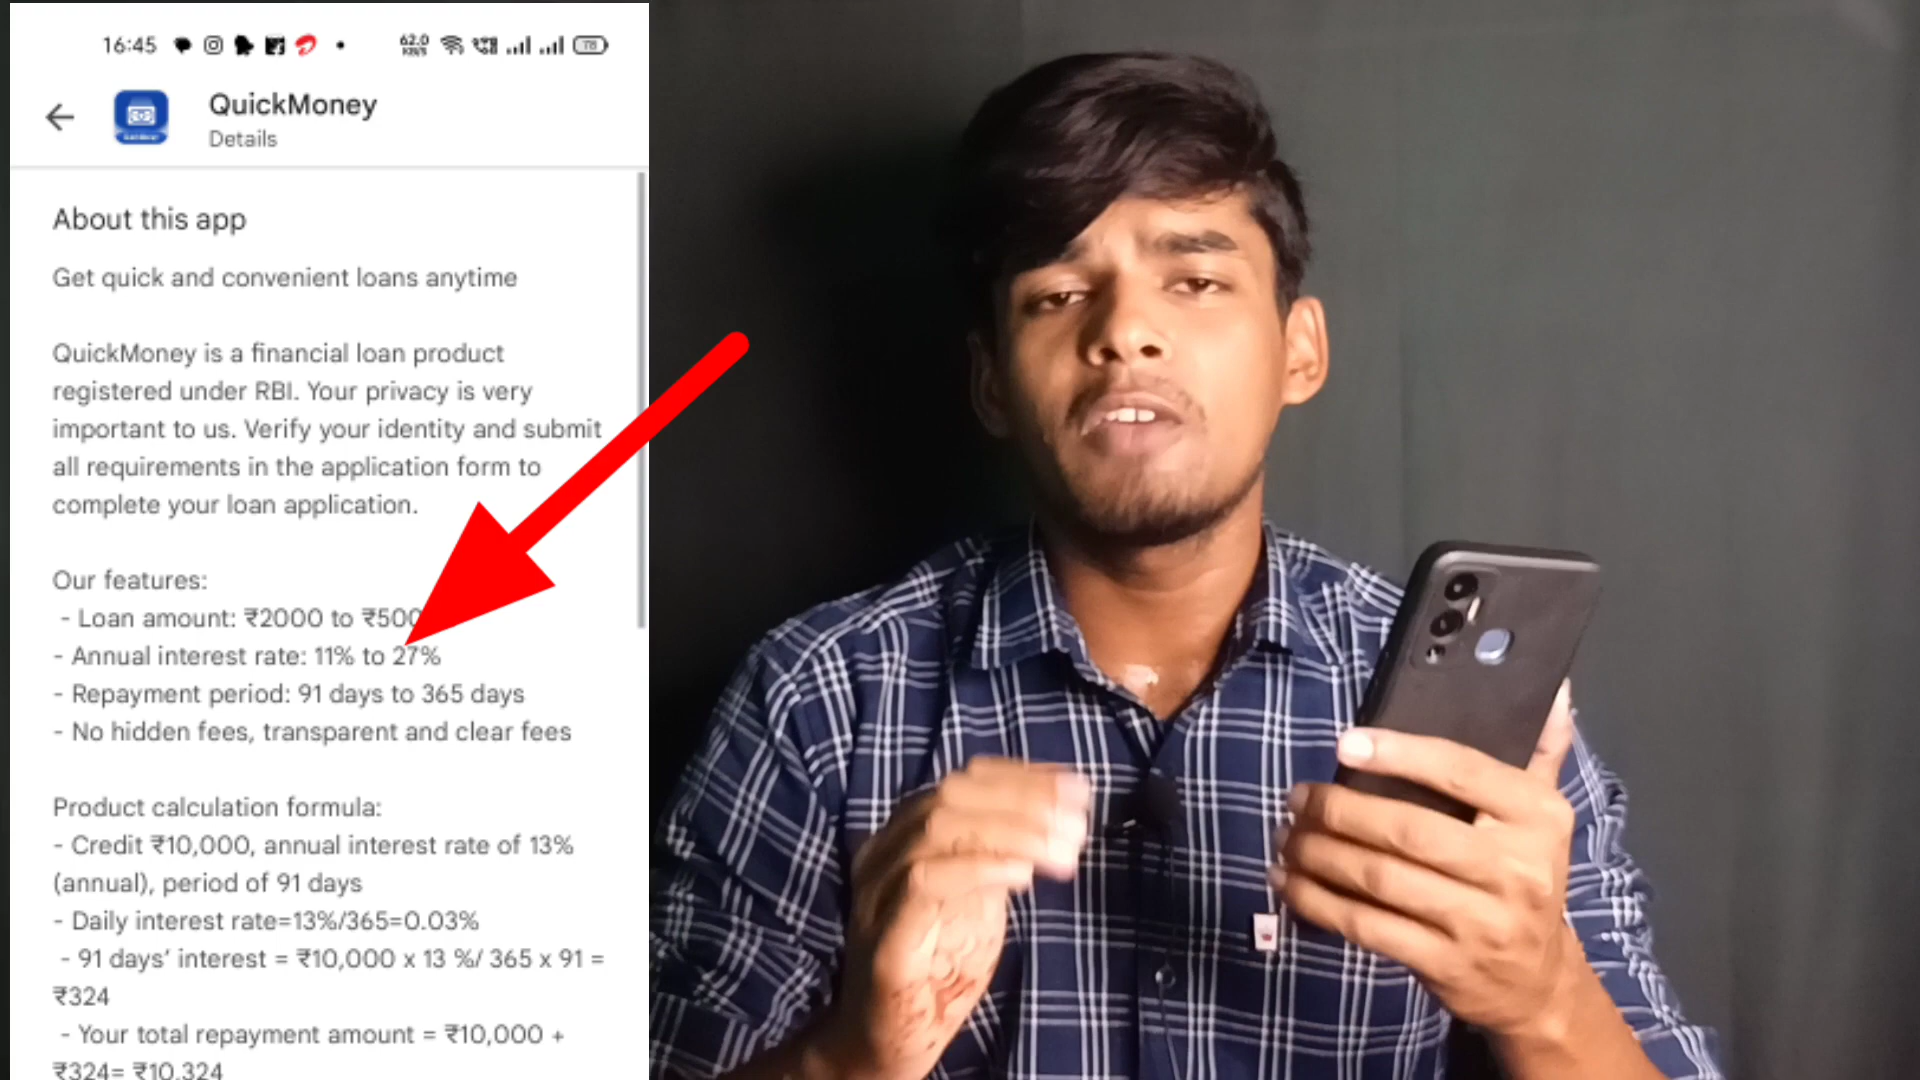 16:45
62.0
KB/S
78
QuickMoney
Details
About this app
Get quick and convenient loans anytime
QuickMoney is a financial loan product
registered under RBI. Your privacy is very
important to us. Verify your identity and submit
all requirements in the application form to
complete your loan application.
Our features:
- Loan amount: ₹2000 to ₹500
- Annual interest rate: 11% to 27%
- Repayment period: 91 days to 365 days
- No hidden fees, transparent and clear fees
Product calculation formula:
- Credit ₹10,000, annual interest rate of 13%
(annual), period of 91 days
- Daily interest rate=13%/365=0.03%
- 91 days’ interest = ₹10,000 x 13 %/ 365 x 91 =
₹324
- Your total repayment amount = ₹10,000 +
₹324= ₹10,324